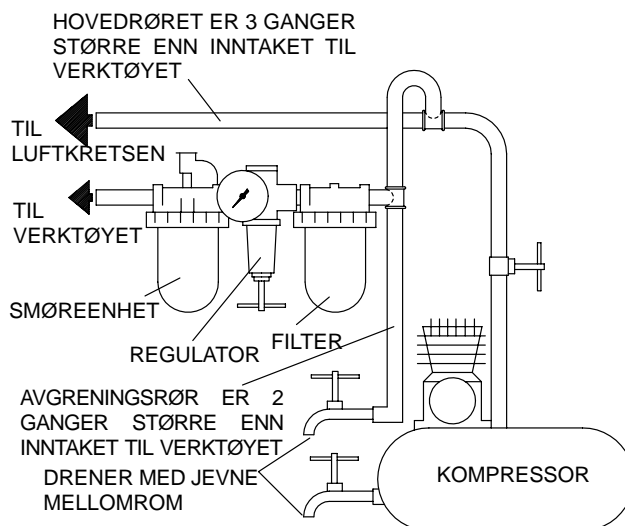 HOVEDRØRET ER 3 GANGER
STØRRE ENN INNTAKET TIL
VERKTØYET
TIL
LUFTKRETSEN
TIL
VERKTØYET
SMØREENHET
REGULATOR
FILTER
AVGRENINGSRØR ER 2
GANGER STØRRE ENN
INNTAKET TIL VERKTØYET
DRENER MED JEVNE
MELLOMROM
KOMPRESSOR